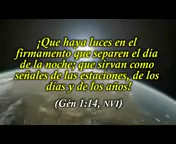 ¡Que haya luces en el
firmamento que separen el día
de la noche; que sirvan como
señales de las estaciones, de los
días y de los años!
(Gén 1:14, NVI)